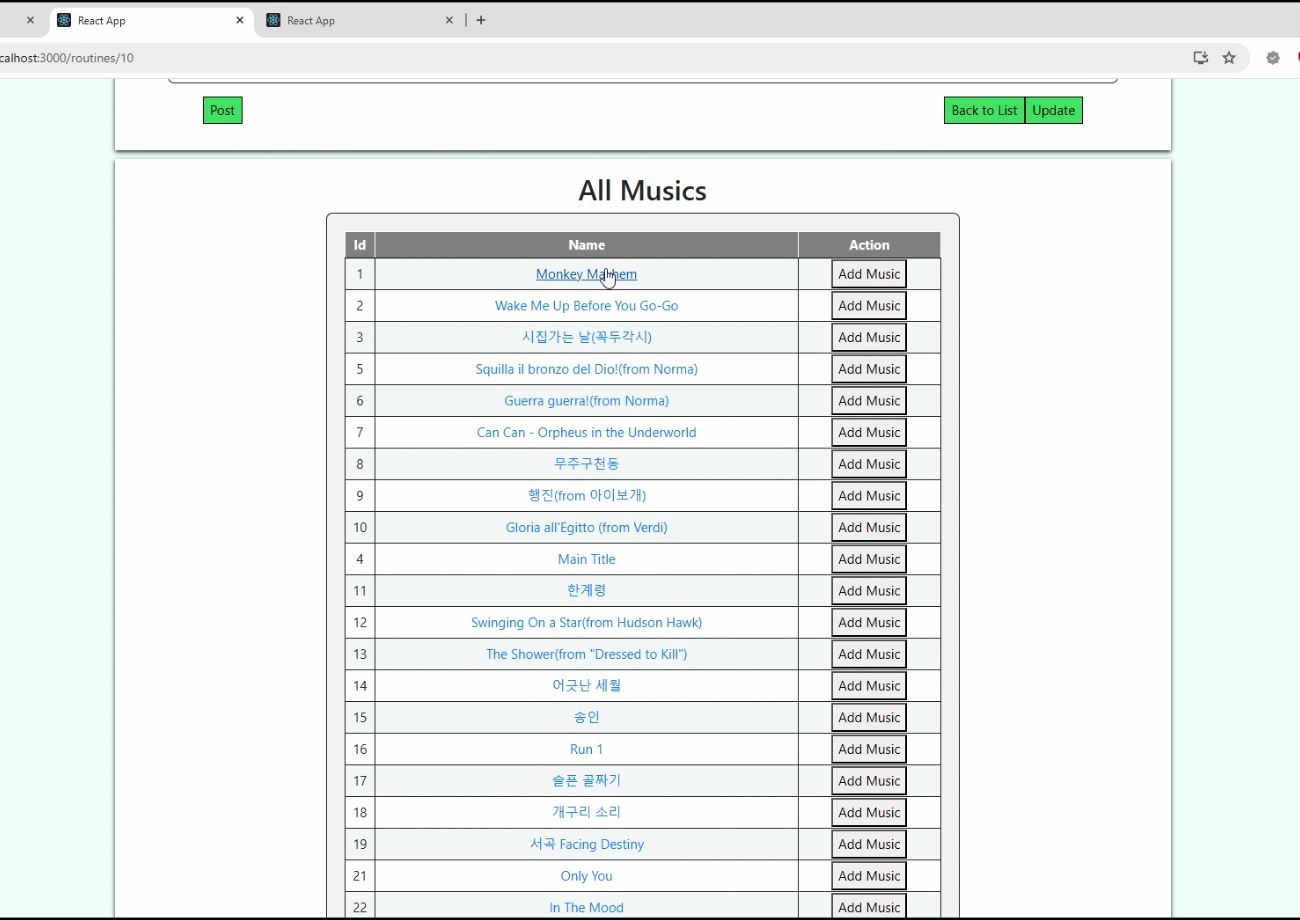 React App
React App
calhost:3000/routines/10
Post
Back to List
Update
All Musics
Id Name Action
1 Monkey Mayhem Add Music
2 Wake Me Up Before You Go-Go Add Music
3 시집가는 날(꼭두각시) Add Music
5 Squilla il bronzo del Dio!(from Norma) Add Music
6 Guerra guerra!(from Norma) Add Music
7 Can Can - Orpheus in the Underworld Add Music
8 무주구천동 Add Music
9 행진(from 아이보개) Add Music
10 Gloria all'Egitto (from Verdi) Add Music
4 Main Title Add Music
11 한계령 Add Music
12 Swinging On a Star(from Hudson Hawk) Add Music
13 The Shower(from "Dressed to Kill") Add Music
14 어긋난 세월 Add Music
15 송인 Add Music
16 Run 1 Add Music
17 슬픈 골짜기 Add Music
18 개구리 소리 Add Music
19 서곡 Facing Destiny Add Music
21 Only You Add Music
22 In The Mood Add Music